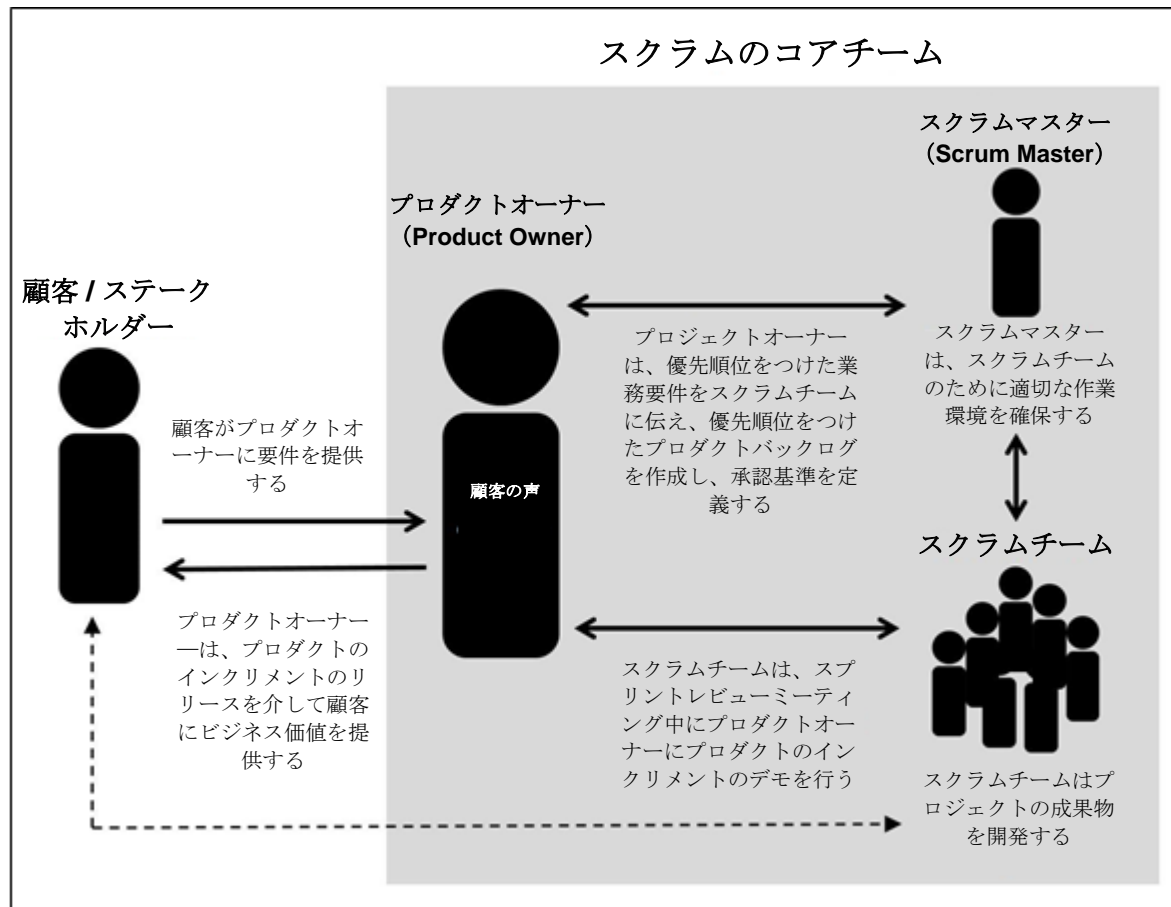 スクラムのコアチーム
スクラムマスター
（Scrum Master）
プロダクトオーナー
（Product Owner）
顧客 / ステーク
ホルダー
顧客がプロダクトオ
ーナーに要件を提供
する
顧客の声
プロジェクトオーナー
は、優先順位をつけた業
務要件をスクラムチーム
に伝え、優先順位をつけ
たプロダクトバックログ
を作成し、承認基準を定
義する
スクラムマスター
は、スクラムチーム
のために適切な作業
環境を確保する
スクラムチーム
プロダクトオーナー
―は、プロダクトの
インクリメントのリ
リースを介して顧客
にビジネス価値を提
供する
スクラムチームは、スプ
リントレビューミーティ
ング中にプロダクトオー
ナーにプロダクトのイン
クリメントのデモを行う
スクラムチームはプ
ロジェクトの成果物
を開発する